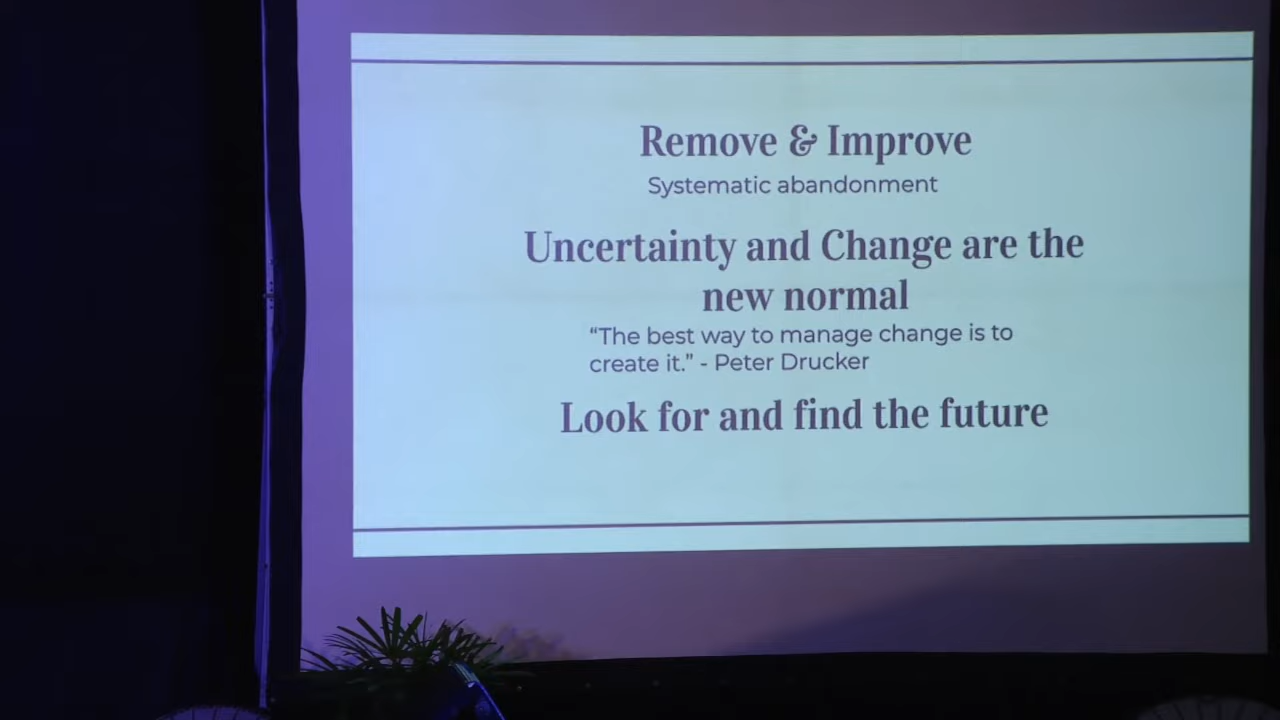 Remove & Improve
Systematic abandonment
Uncertainty and Change are the
new normal
“The best way to manage change is to
create it.” - Peter Drucker
Look for and find the future